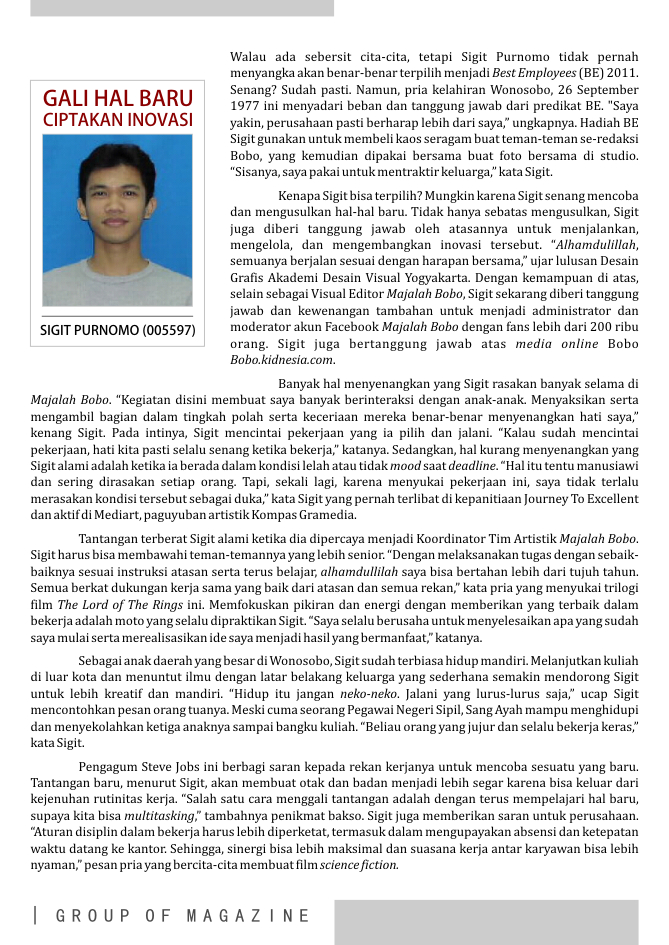 GALI HAL BARU
CIPTAKAN INOVASI
SIGIT PURNOMO (005597)
Walau ada sebersit cita-cita, tetapi Sigit Purnomo tidak pernah
menyangka akan benar-benar terpilih menjadi Best Employees (BE) 2011.
Senang? Sudah pasti. Namun, pria kelahiran Wonosobo, 26 September
1977 ini menyadari beban dan tanggung jawab dari predikat BE. "Saya
yakin, perusahaan pasti berharap lebih dari saya,” ungkapnya. Hadiah BE
Sigit gunakan untuk membeli kaos seragam buat teman-teman se-redaksi
Bobo, yang kemudian dipakai bersama buat foto bersama di studio.
“Sisanya, saya pakai untuk mentraktir keluarga,” kata Sigit.
Kenapa Sigit bisa terpilih? Mungkin karena Sigit senang mencoba
dan mengusulkan hal-hal baru. Tidak hanya sebatas mengusulkan, Sigit
juga diberi tanggung jawab oleh atasannya untuk menjalankan,
mengelola, dan mengembangkan inovasi tersebut. “Alhamdulillah,
semuanya berjalan sesuai dengan harapan bersama,” ujar lulusan Desain
Grafis Akademi Desain Visual Yogyakarta. Dengan kemampuan di atas,
selain sebagai Visual Editor Majalah Bobo, Sigit sekarang diberi tanggung
jawab dan kewenangan tambahan untuk menjadi administrator dan
moderator akun Facebook Majalah Bobo dengan fans lebih dari 200 ribu
orang. Sigit juga bertanggung jawab atas media online Bobo
Bobo.kidnesia.com.
Banyak hal menyenangkan yang Sigit rasakan banyak selama di
Majalah Bobo. “Kegiatan disini membuat saya banyak berinteraksi dengan anak-anak. Menyaksikan serta
mengambil bagian dalam tingkah polah serta keceriaan mereka benar-benar menyenangkan hati saya,”
kenang Sigit. Pada intinya, Sigit mencintai pekerjaan yang ia pilih dan jalani. “Kalau sudah mencintai
pekerjaan, hati kita pasti selalu senang ketika bekerja,” katanya. Sedangkan, hal kurang menyenangkan yang
Sigit alami adalah ketika ia berada dalam kondisi lelah atau tidak mood saat deadline. “Hal itu tentu manusiawi
dan sering dirasakan setiap orang. Tapi, sekali lagi, karena menyukai pekerjaan ini, saya tidak terlalu
merasakan kondisi tersebut sebagai duka,” kata Sigit yang pernah terlibat di kepanitiaan Journey To Excellent
dan aktif di Mediart, paguyuban artistik Kompas Gramedia.
Tantangan terberat Sigit alami ketika dia dipercaya menjadi Koordinator Tim Artistik Majalah Bobo.
Sigit harus bisa membawahi teman-temannya yang lebih senior. “Dengan melaksanakan tugas dengan sebaik-
baiknya sesuai instruksi atasan serta terus belajar, alhamdullilah saya bisa bertahan lebih dari tujuh tahun.
Semua berkat dukungan kerja sama yang baik dari atasan dan semua rekan,” kata pria yang menyukai trilogi
film The Lord of The Rings ini. Memfokuskan pikiran dan energi dengan memberikan yang terbaik dalam
bekerja adalah moto yang selalu dipraktikan Sigit. “Saya selalu berusaha untuk menyelesaikan apa yang sudah
saya mulai serta merealisasikan ide saya menjadi hasil yang bermanfaat,” katanya.
Sebagai anak daerah yang besar di Wonosobo, Sigit sudah terbiasa hidup mandiri. Melanjutkan kuliah
di luar kota dan menuntut ilmu dengan latar belakang keluarga yang sederhana semakin mendorong Sigit
untuk lebih kreatif dan mandiri. “Hidup itu jangan neko-neko. Jalani yang lurus-lurus saja,” ucap Sigit
mencontohkan pesan orang tuanya. Meski cuma seorang Pegawai Negeri Sipil, Sang Ayah mampu menghidupi
dan menyekolahkan ketiga anaknya sampai bangku kuliah. “Beliau orang yang jujur dan selalu bekerja keras,”
kata Sigit.
Pengagum Steve Jobs ini berbagi saran kepada rekan kerjanya untuk mencoba sesuatu yang baru.
Tantangan baru, menurut Sigit, akan membuat otak dan badan menjadi lebih segar karena bisa keluar dari
kejenuhan rutinitas kerja. “Salah satu cara menggali tantangan adalah dengan terus mempelajari hal baru,
supaya kita bisa multitasking,” tambahnya penikmat bakso. Sigit juga memberikan saran untuk perusahaan.
“Aturan disiplin dalam bekerja harus lebih diperketat, termasuk dalam mengupayakan absensi dan ketepatan
waktu datang ke kantor. Sehingga, sinergi bisa lebih maksimal dan suasana kerja antar karyawan bisa lebih
nyaman,” pesan pria yang bercita-cita membuat film science fiction.
| GROUP OF MAGAZINE